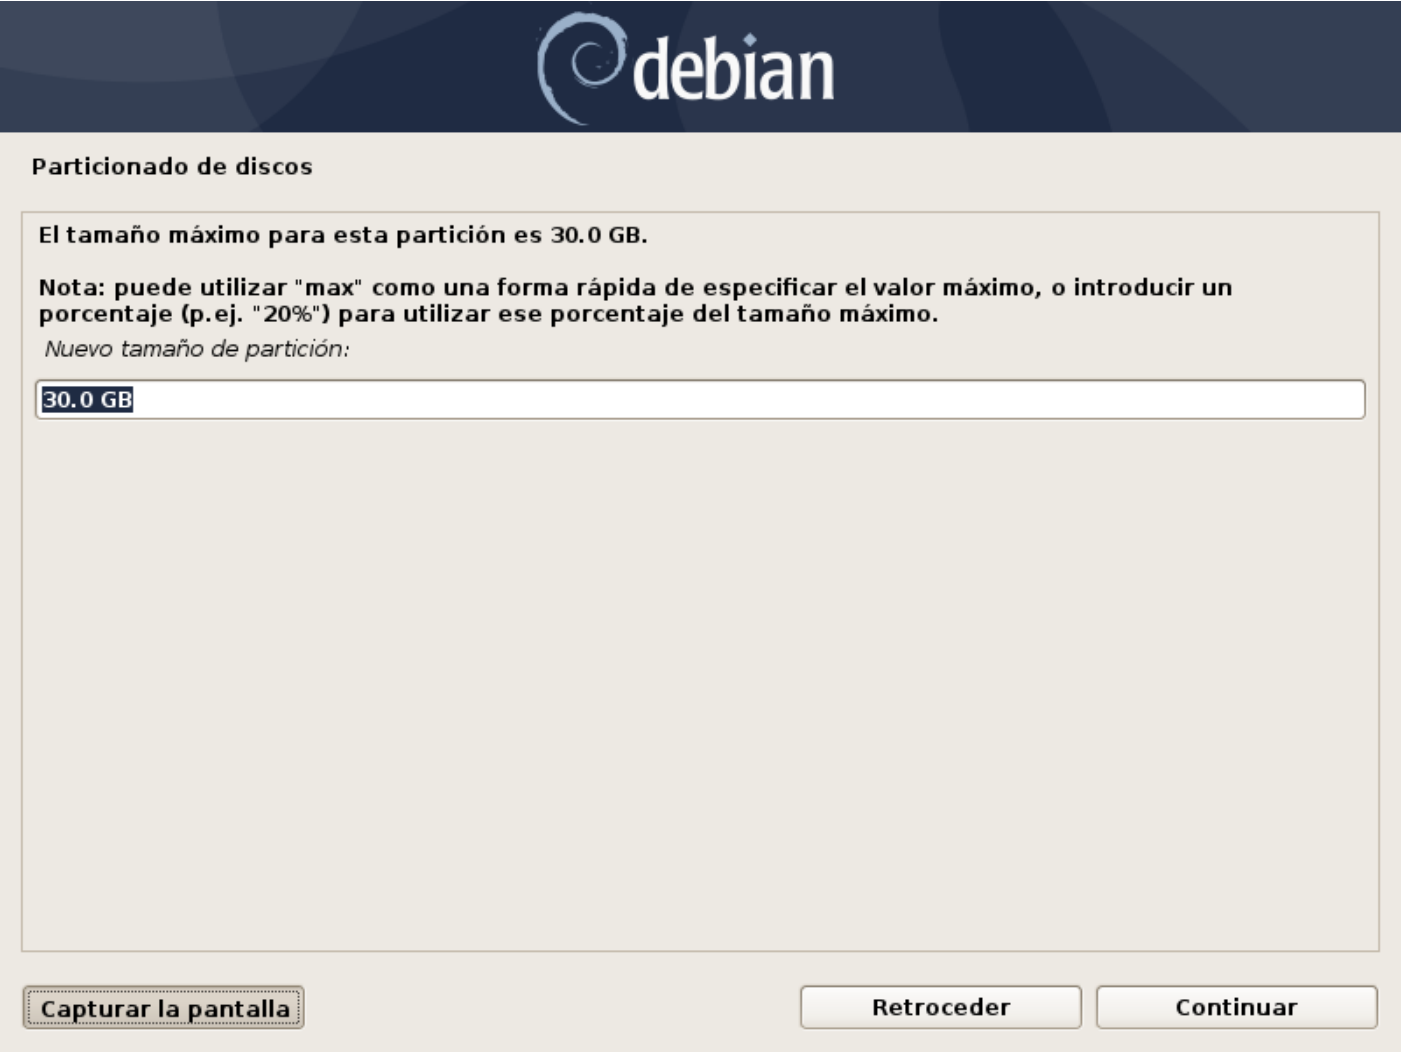 debian
Particionado de discos
El tamaño máximo para esta partición es 30.0 GB.
Nota: puede utilizar "max" como una forma rápida de especificar el valor máximo, o introducir un
porcentaje (p.ej. "20%") para utilizar ese porcentaje del tamaño máximo.
Nuevo tamaño de partición:
30.0 GB
Capturar la pantalla
Retroceder
Continuar